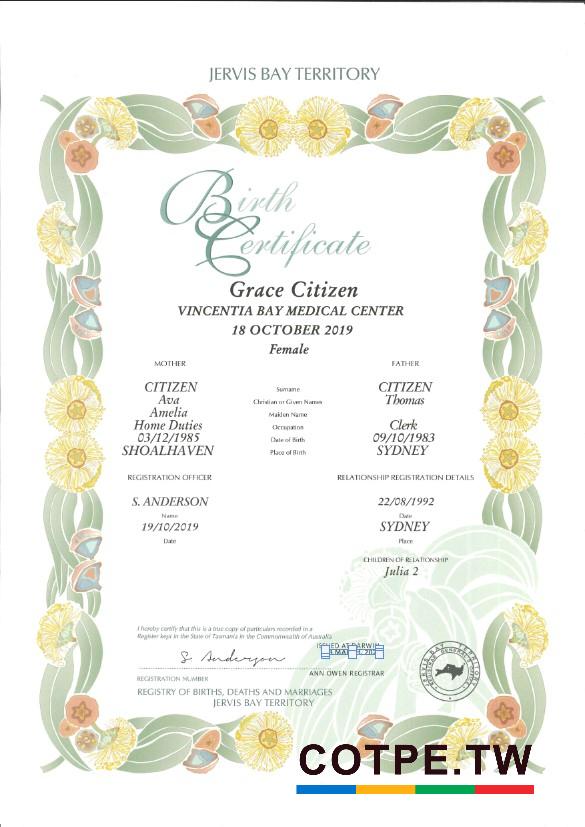 JERVIS BAY TERRITORY
Birth
Certificate
Grace Citizen
VINCENTIA BAY MEDICAL CENTER
18 OCTOBER 2019
Female
MOTHER FATHER
CITIZEN Surname CITIZEN
Ava Christian or Given Names Thomas
Amelia Maiden Name
Home Duties Occupation Clerk
03/12/1985 Date of Birth 09/10/1983
SHOALHAVEN Place of Birth SYDNEY
REGISTRATION OFFICER RELATIONSHIP REGISTRATION DETAILS
S. ANDERSON 22/08/1992
Name Date
19/10/2019 SYDNEY
Date Place
CHILDREN OF RELATIONSHIP
Julia 2
I hereby certify that this is a true copy of particulars recorded in a
Register kept in the State of Tasmania in the Commonwealth of Australia
ISSUED AT DARWIN
S. Anderson
ANN OWEN REGISTRAR
REGISTRATION NUMBER
REGISTRY OF BIRTHS, DEATHS AND MARRIAGES
JERVIS BAY TERRITORY
COTPE.TW